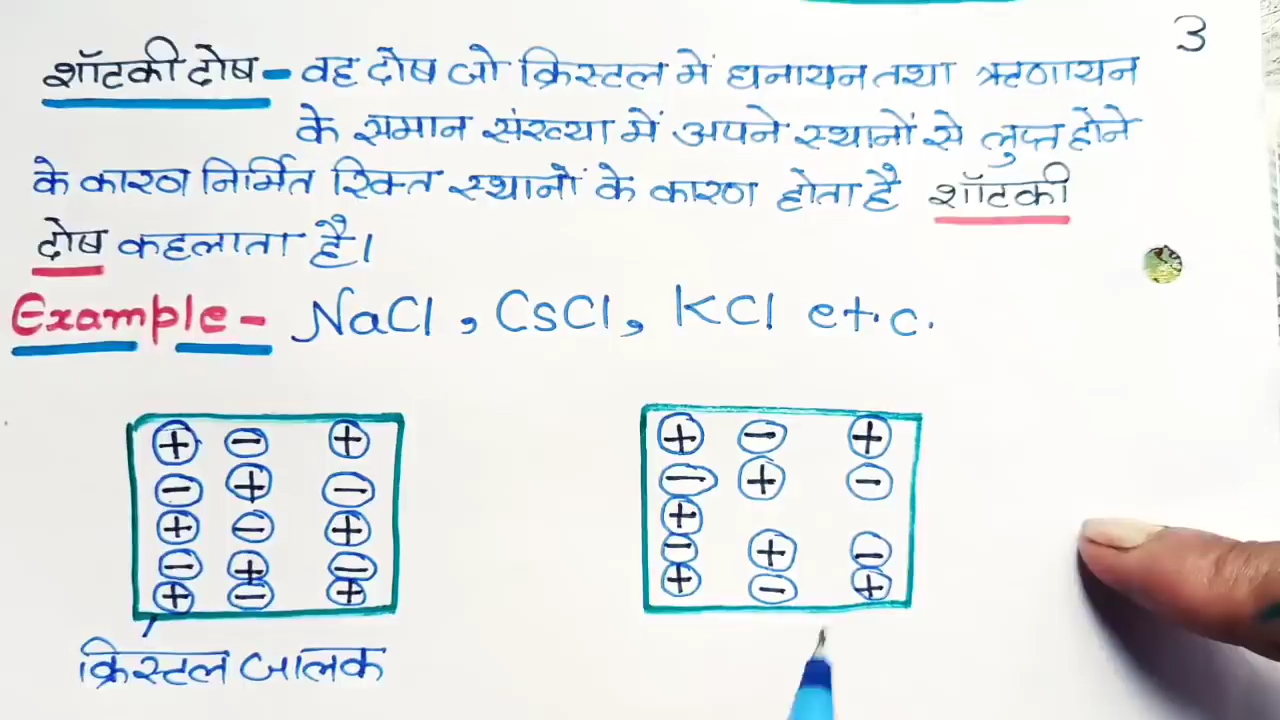 3
शॉटकी दोष - वह दोष जो क्रिस्टल में धनायन तथा ऋणायन
के समान संख्या में अपने स्थानों से लुप्त होने
के कारण निर्मित रिक्त स्थानों के कारण होता है शॉटकी
दोष कहलाता है।
Example - NaCl, CsCl, KCl etc.
+ - + + - +
- + - - + -
+ - + +
- + - - + -
+ - + + - +
क्रिस्टल जालक